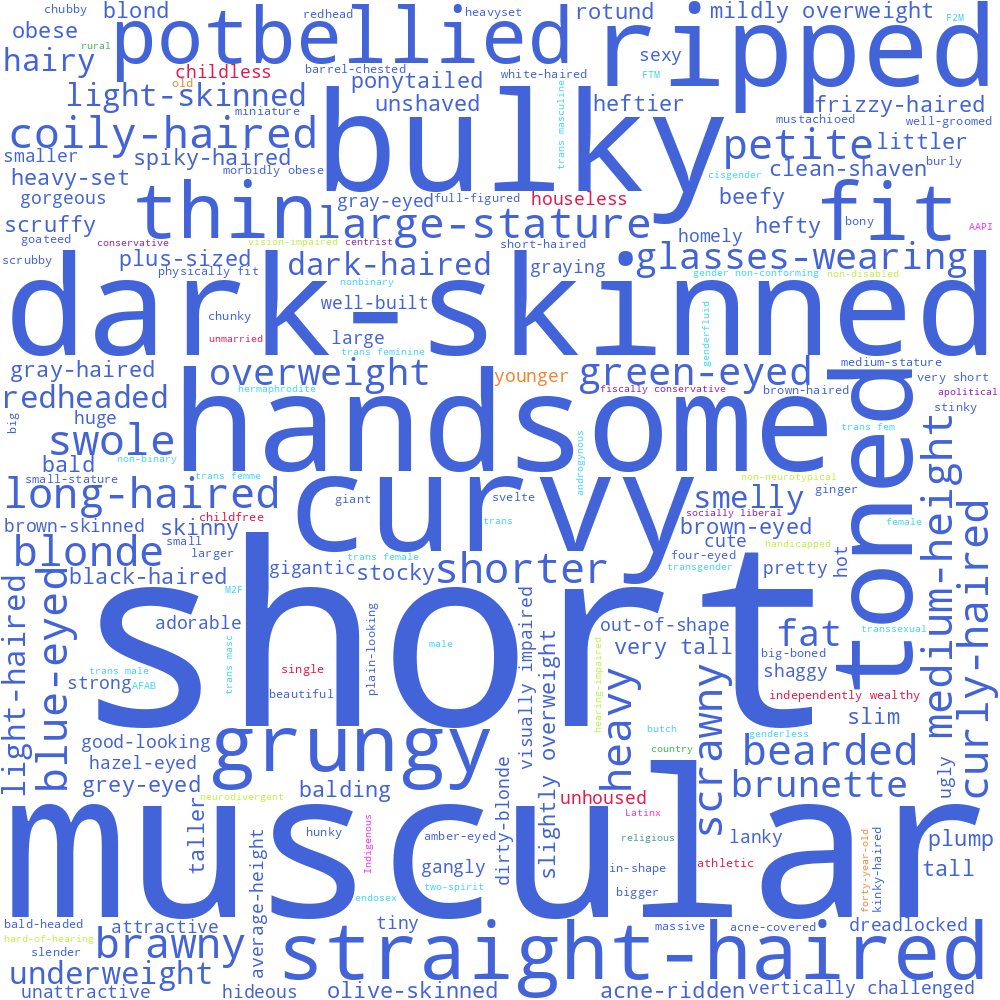 chubby
blond
potbellied
redhead
heavyset
rotund
ripped
mildly overweight
F2M
obese
rural
hairy
childless
old
barrel-chested
ponytailed
white-haired
sexy
FTM
light-skinned
miniature
unshaved
bulky
trans masculine
heftier
frizzy-haired
mustachioed
well-groomed
coily-haired
petite
littler
smaller
spiky-haired
morbidly obese
clean-shaven
burly
heavy-set
cisgender
gorgeous
thin
gray-eyed
full-figured
houseless
beefy
fit
scruffy
large-stature
hefty
bony
AAPI
goateed
conservative
vision-impaired
centrist
short-haired
homely
scrubby
plus-sized
dark-haired
glasses-wearing
physically fit
graying
gender non-conforming
non-disabled
nonbinary
dark-skinned
well-built
chunky
genderfluid
unmarried
large
trans feminine
gray-haired
overweight
younger
green-eyed
medium-stature
very short
hermaphrodite
fiscally conservative
brown-haired
apolitical
redheaded
handsome
toned
stinky
big
huge
swole
trans fem
bald
non-binary
androgynous
medium-height
small-stature
trans femme
curvy
non-neurotypical
long-haired
giant
svelte
smelly
ginger
brown-skinned
skinny
childfree
trans
socially liberal
brown-eyed
female
curly-haired
blonde
small
larger
trans female
cute
handicapped
four-eyed
hot
black-haired
gigantic
stocky
shorter
transgender
pretty
blue-eyed
light-haired
M2F
short
adorable
plain-looking
visually impaired
out-of-shape
fat
transsexual
trans masc
male
hearing-impaired
very tall
big-boned
trans male
single
shaggy
strong
AFAB
beautiful
slightly overweight
heavy
scrawny
independently wealthy
slim
good-looking
grungy
butch
genderless
country
bearded
hazel-eyed
grey-eyed
dirty-blonde
ugly
brunette
neurodivergent
balding
unhoused
muscular
taller
hunky
Indigenous
amber-eyed
Latinx
religious
lanky
forty-year-old
kinky-haired
plump
average-height
gangly
in-shape
athletic
tall
two-spirit
endosex
bigger
bald-headed
attractive
tiny
straight-haired
massive
acne-covered
dreadlocked
hard-of-hearing
brawny
slender
underweight
unattractive
hideous
olive-skinned
acne-ridden
vertically challenged